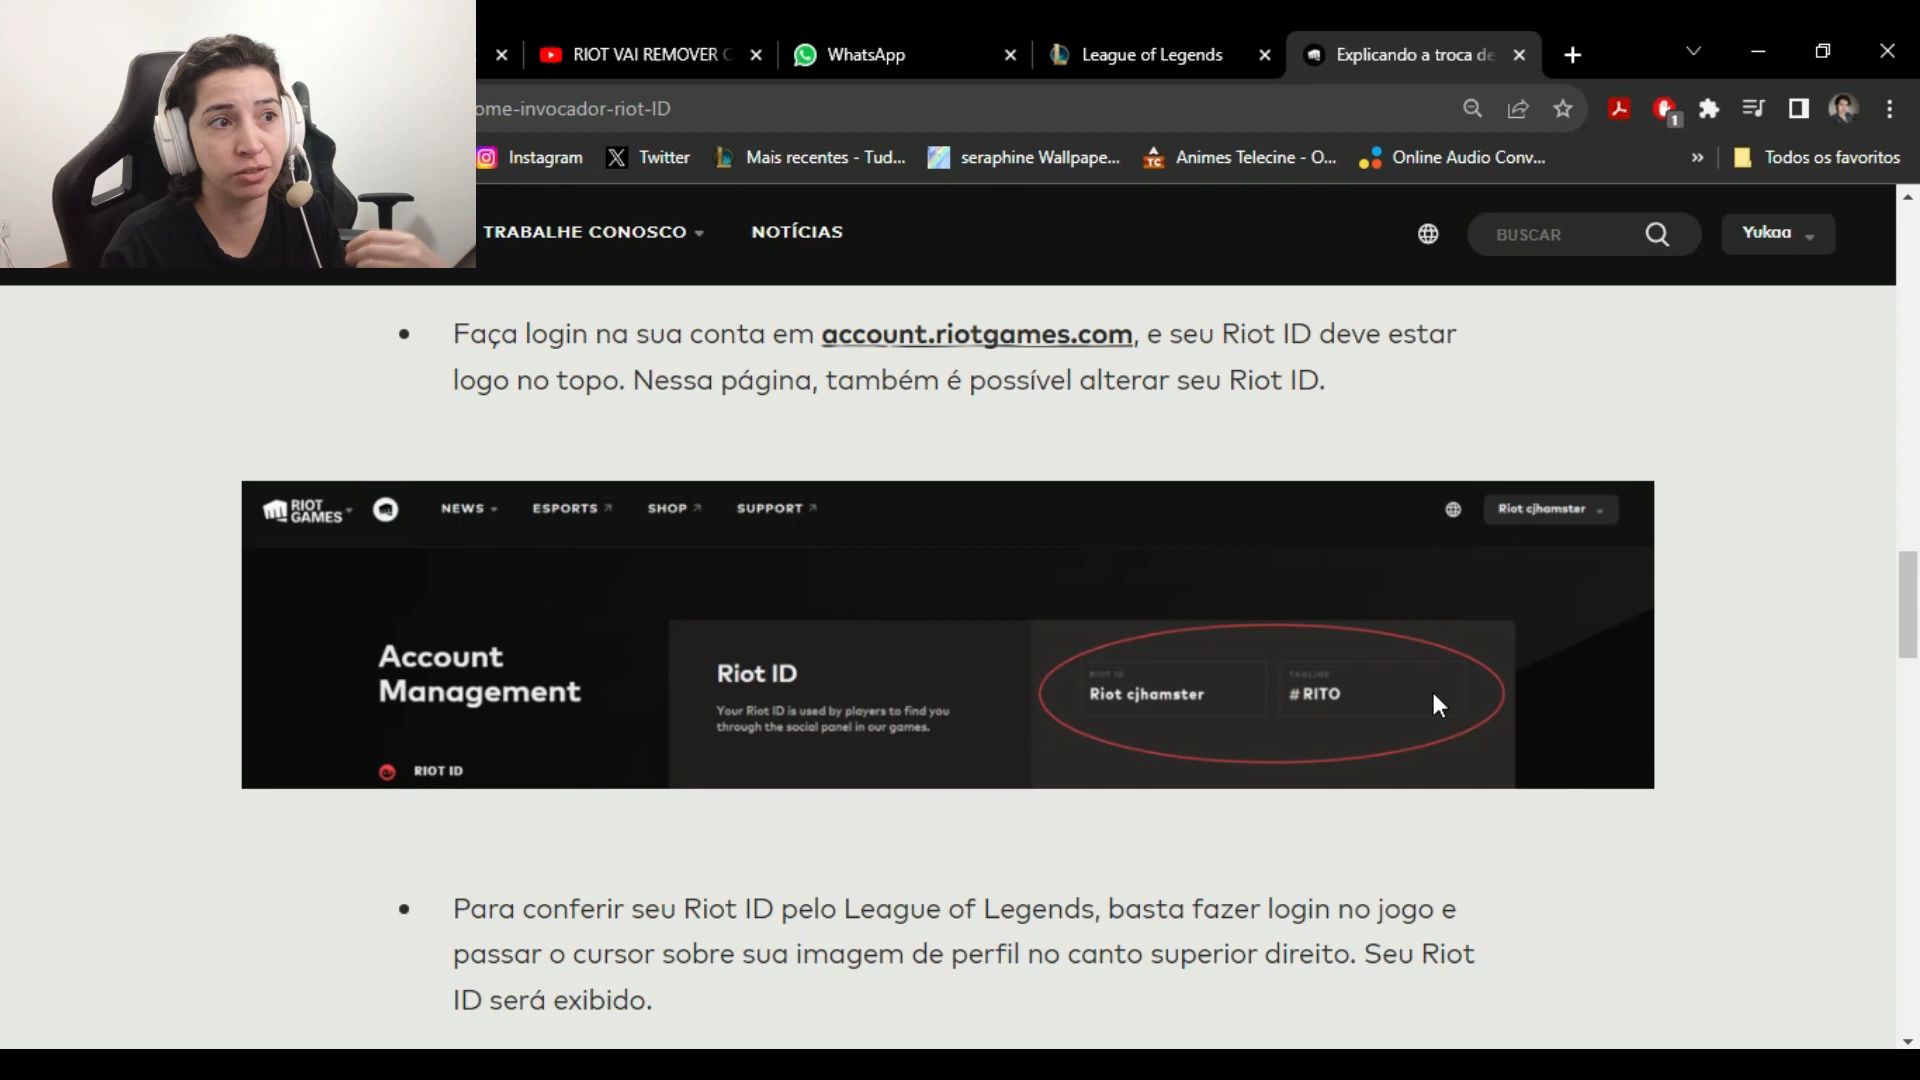 RIOT VAI REMOVER
WhatsApp
League of Legends
Explicando a troca de
ome-invocador-riot-ID
1
Instagram
Twitter
Mais recentes - Tud...
seraphine Wallpape...
TC
Animes Telecine - O...
Online Audio Conv...
»
Todos os favoritos
TRABALHE CONOSCO
NOTÍCIAS
BUSCAR
Yukaa
• Faça login na sua conta em account.riotgames.com, e seu Riot ID deve estar
logo no topo. Nessa página, também é possível alterar seu Riot ID.
RIOT
GAMES
NEWS
ESPORTS
SHOP
SUPPORT
Riot cjhamster
Account
Management
Riot ID
Your Riot ID is used by players to find you
through the social panel in our games.
RIOT ID
TAGLINE
Riot cjhamster
#RITO
RIOT ID
• Para conferir seu Riot ID pelo League of Legends, basta fazer login no jogo e
passar o cursor sobre sua imagem de perfil no canto superior direito. Seu Riot
ID será exibido.